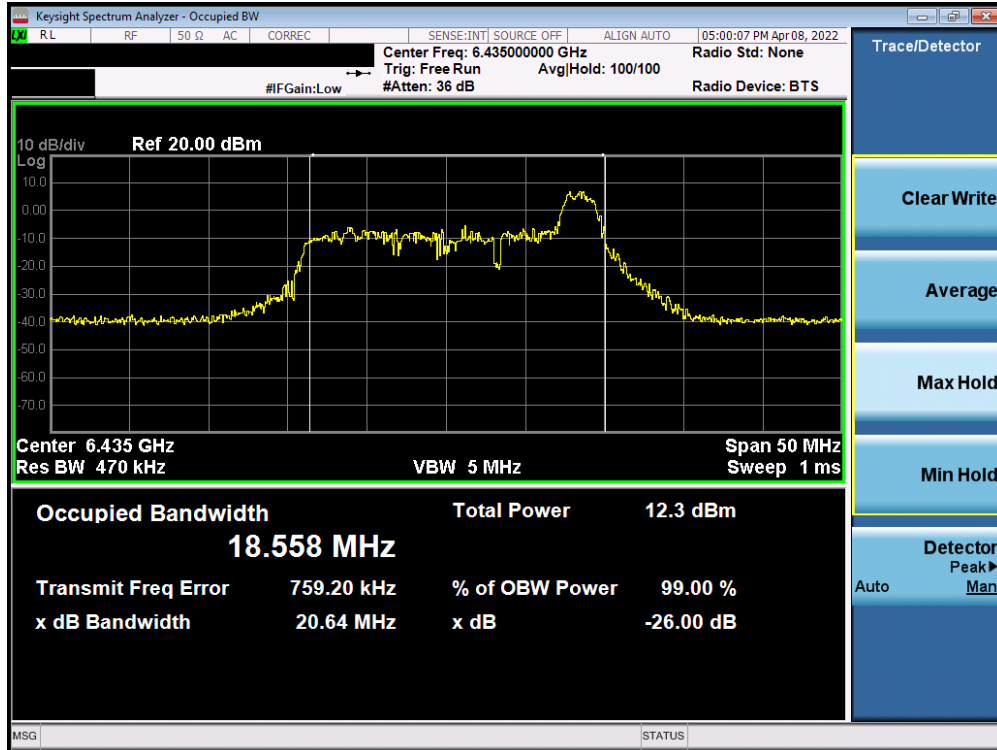 Keysight Spectrum Analyzer - Occupied BW
LXI RL RF 50 Ω AC CORREC SENSE:INT SOURCE OFF ALIGN AUTO 05:00:07 PM Apr 08, 2022
Center Freq: 6.435000000 GHz Radio Std: None
Trig: Free Run Avg|Hold: 100/100
#IFGain:Low #Atten: 36 dB Radio Device: BTS
Trace/Detector
10 dB/div Ref 20.00 dBm
Log
10.0
0.00
-10.0
-20.0
-30.0
-40.0
-50.0
-60.0
-70.0
Center 6.435 GHz Span 50 MHz
Res BW 470 kHz VBW 5 MHz Sweep 1 ms
Occupied Bandwidth Total Power 12.3 dBm
18.558 MHz
Transmit Freq Error 759.20 kHz % of OBW Power 99.00 %
x dB Bandwidth 20.64 MHz x dB -26.00 dB
Clear Write
Average
Max Hold
Min Hold
Detector
Peak▶
Auto Man
MSG STATUS